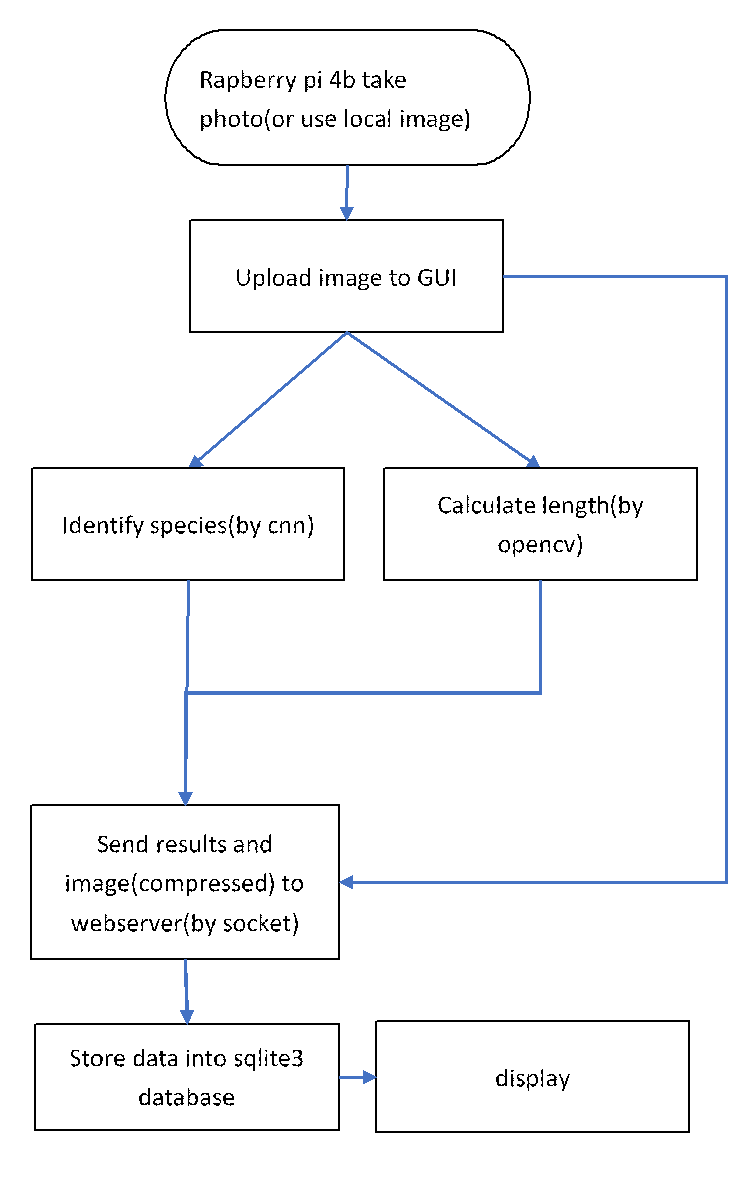 Rapberry pi 4b take
photo(or use local image)
Upload image to GUI
Identify species(by cnn)
Calculate length(by
opencv)
Send results and
image(compressed) to
webserver(by socket)
Store data into sqlite3
database
display